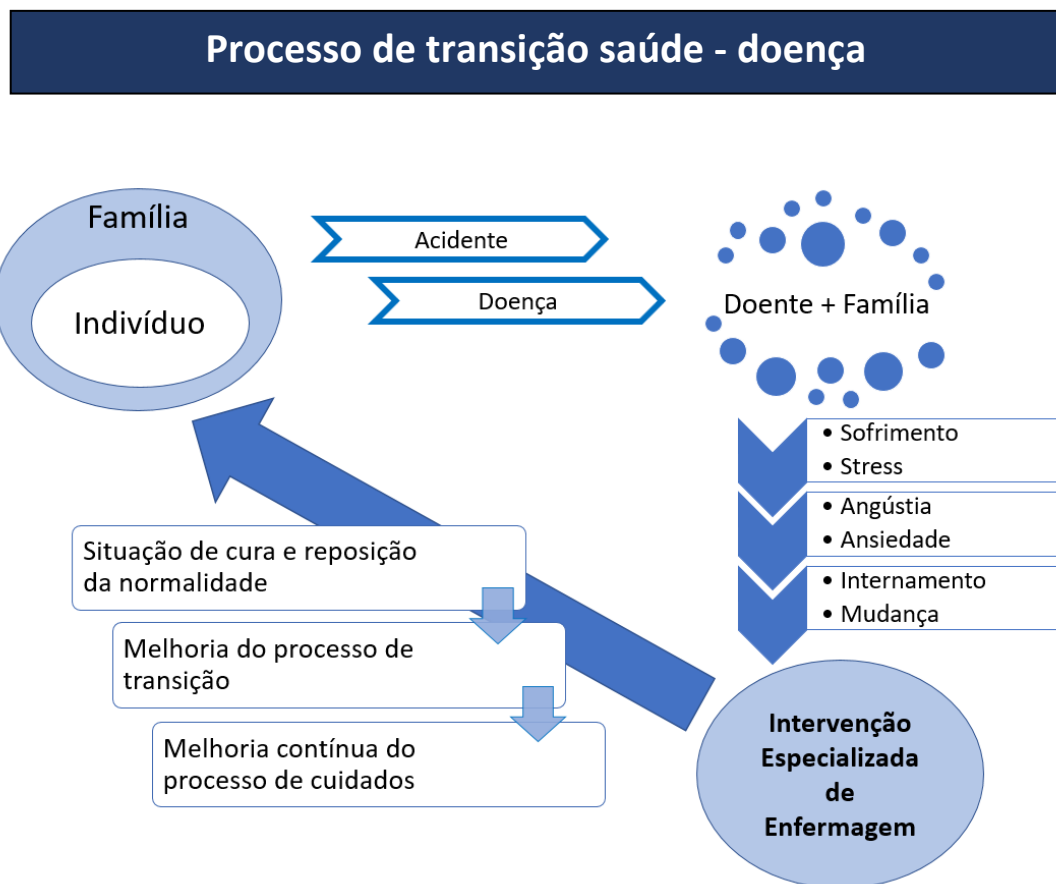 Processo de transição saúde - doença
Família
Indivíduo
Acidente
Doença
Doente + Família
• Sofrimento
• Stress
• Angústia
• Ansiedade
• Internamento
• Mudança
Situação de cura e reposição
da normalidade
Melhoria do processo de
transição
Melhoria contínua do
processo de cuidados
Intervenção
Especializada
de
Enfermagem